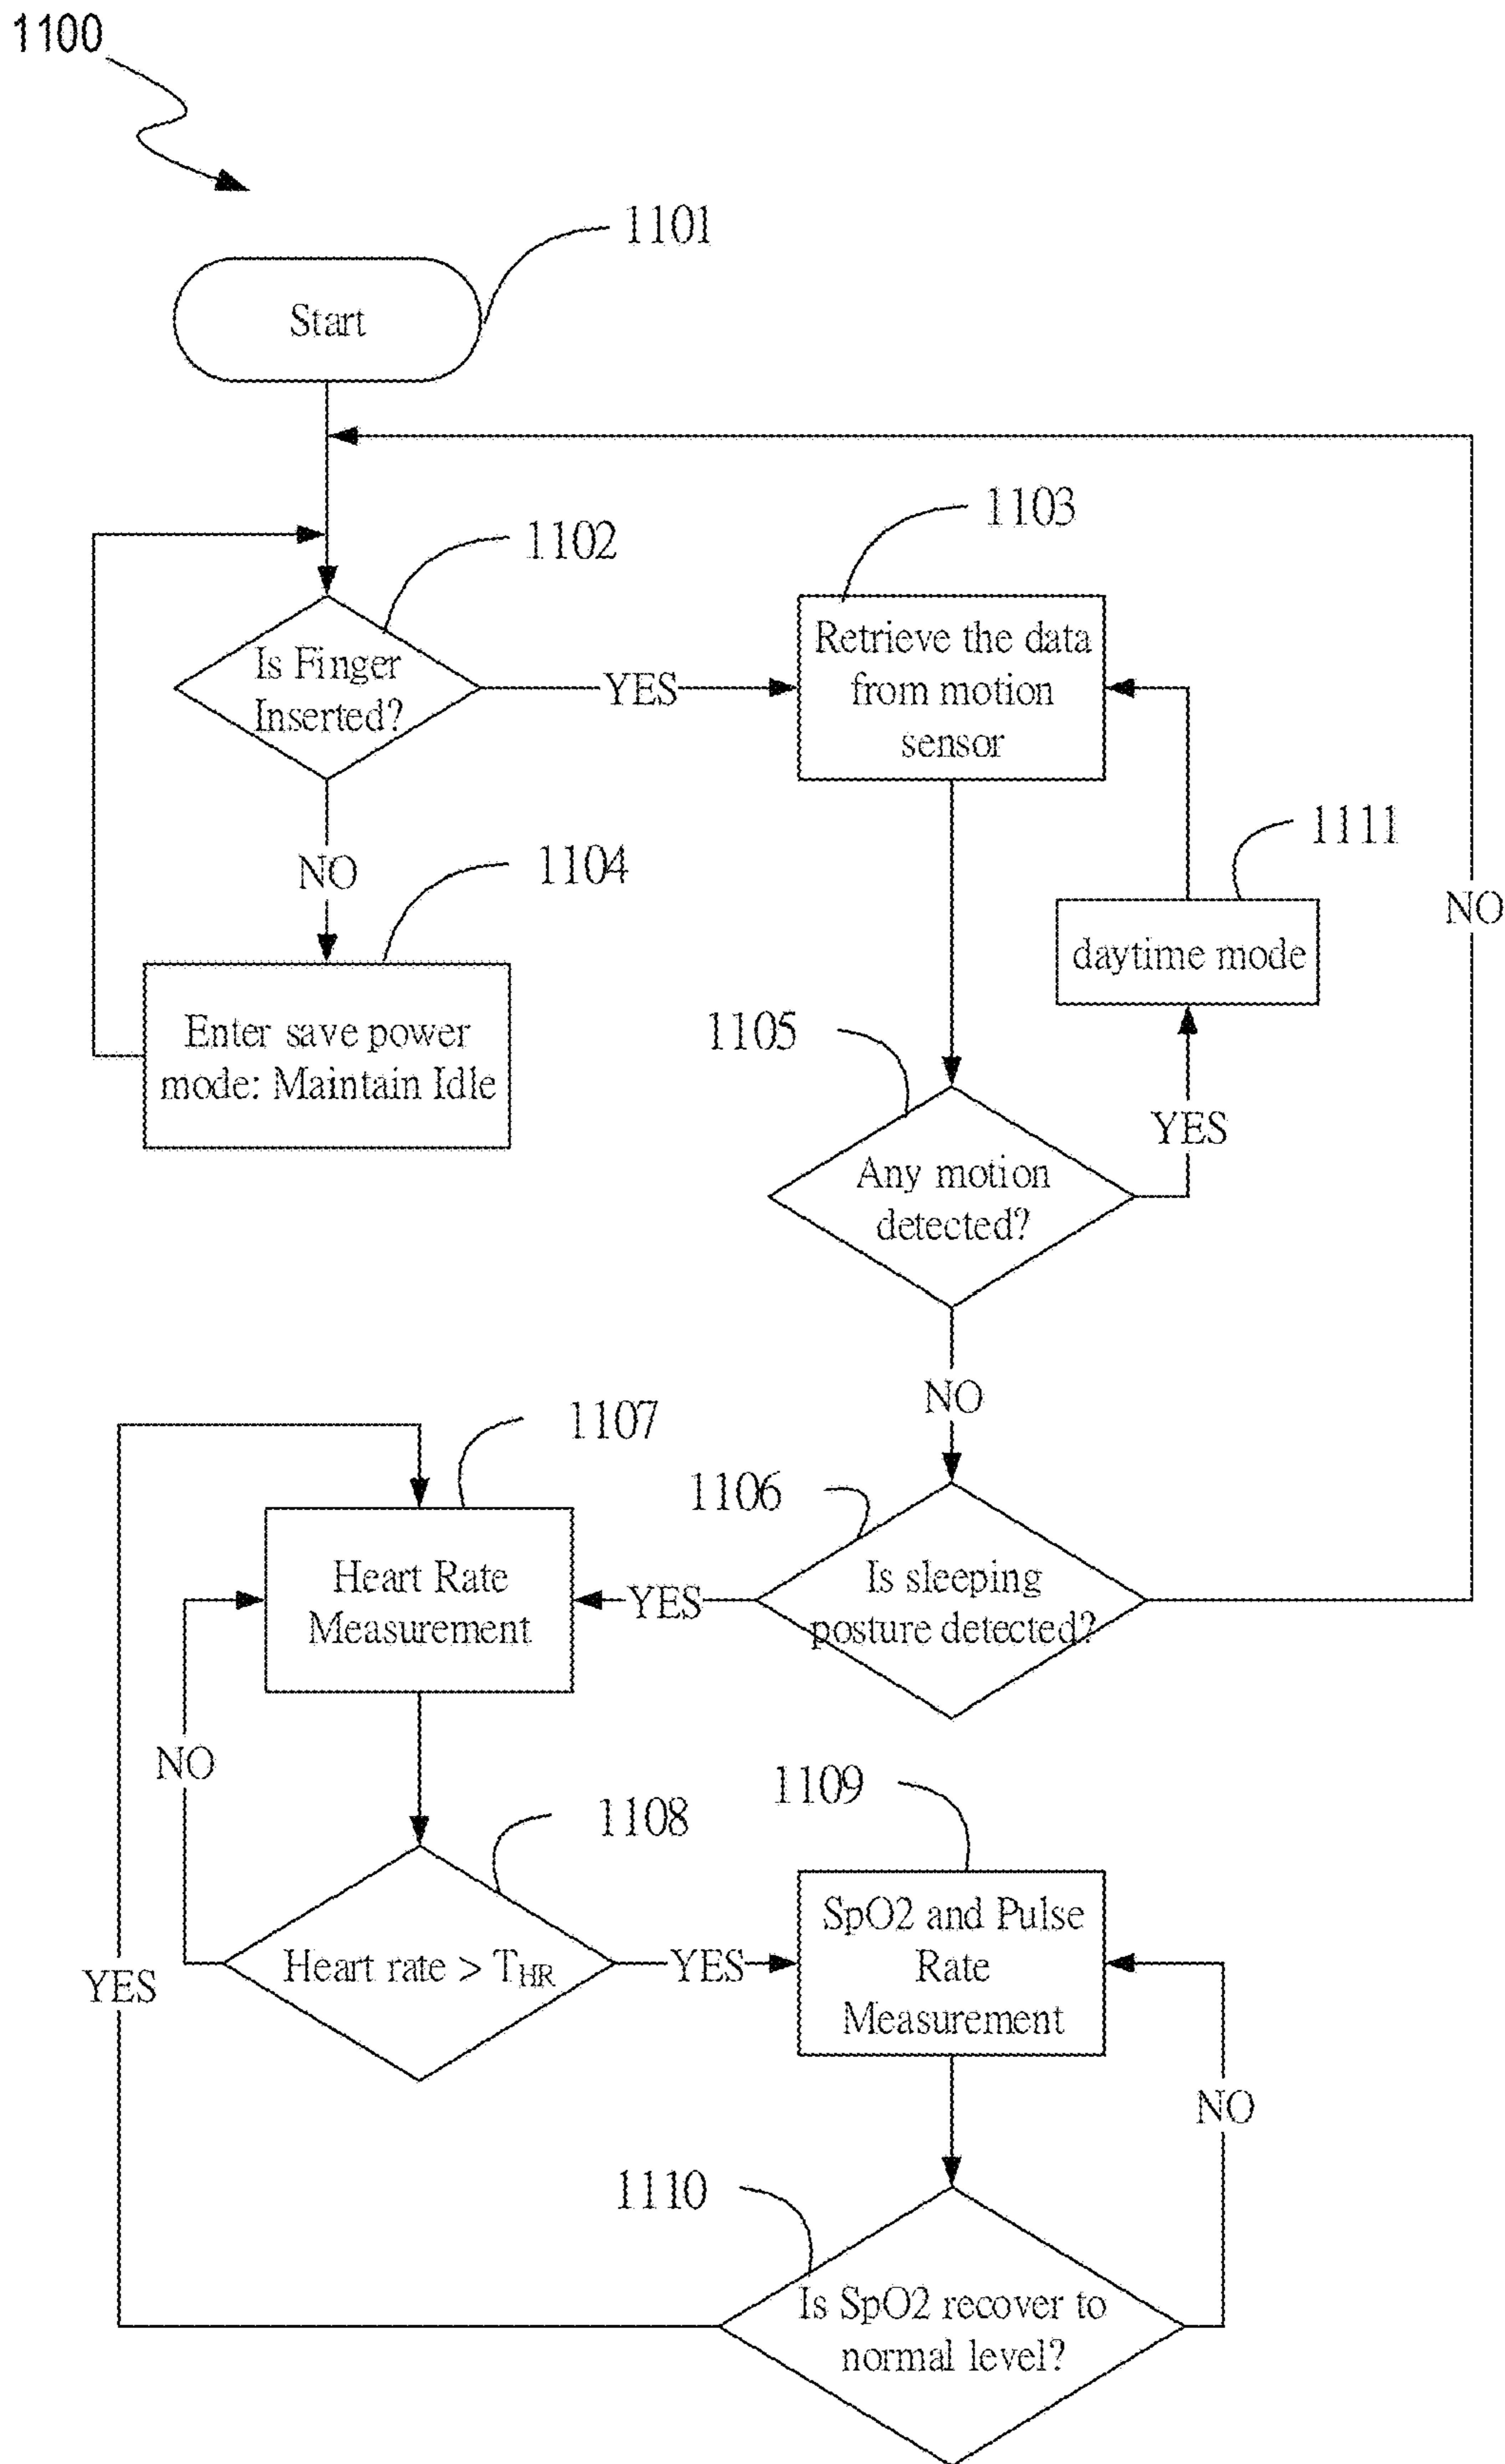 1100
1101
Start
1102
1103
Is Finger
Inserted?
YES
Retrieve the data
from motion
sensor
NO
1104
1111
Enter save power
mode: Maintain Idle
daytime mode
NO
1105
YES
Any motion
detected?
NO
1107
1106
Heart Rate
Measurement
YES
Is sleeping
posture detected?
NO
1108
1109
Heart rate > THR
YES
SpO2 and Pulse
Rate
Measurement
YES
NO
1110
Is SpO2 recover to
normal level?